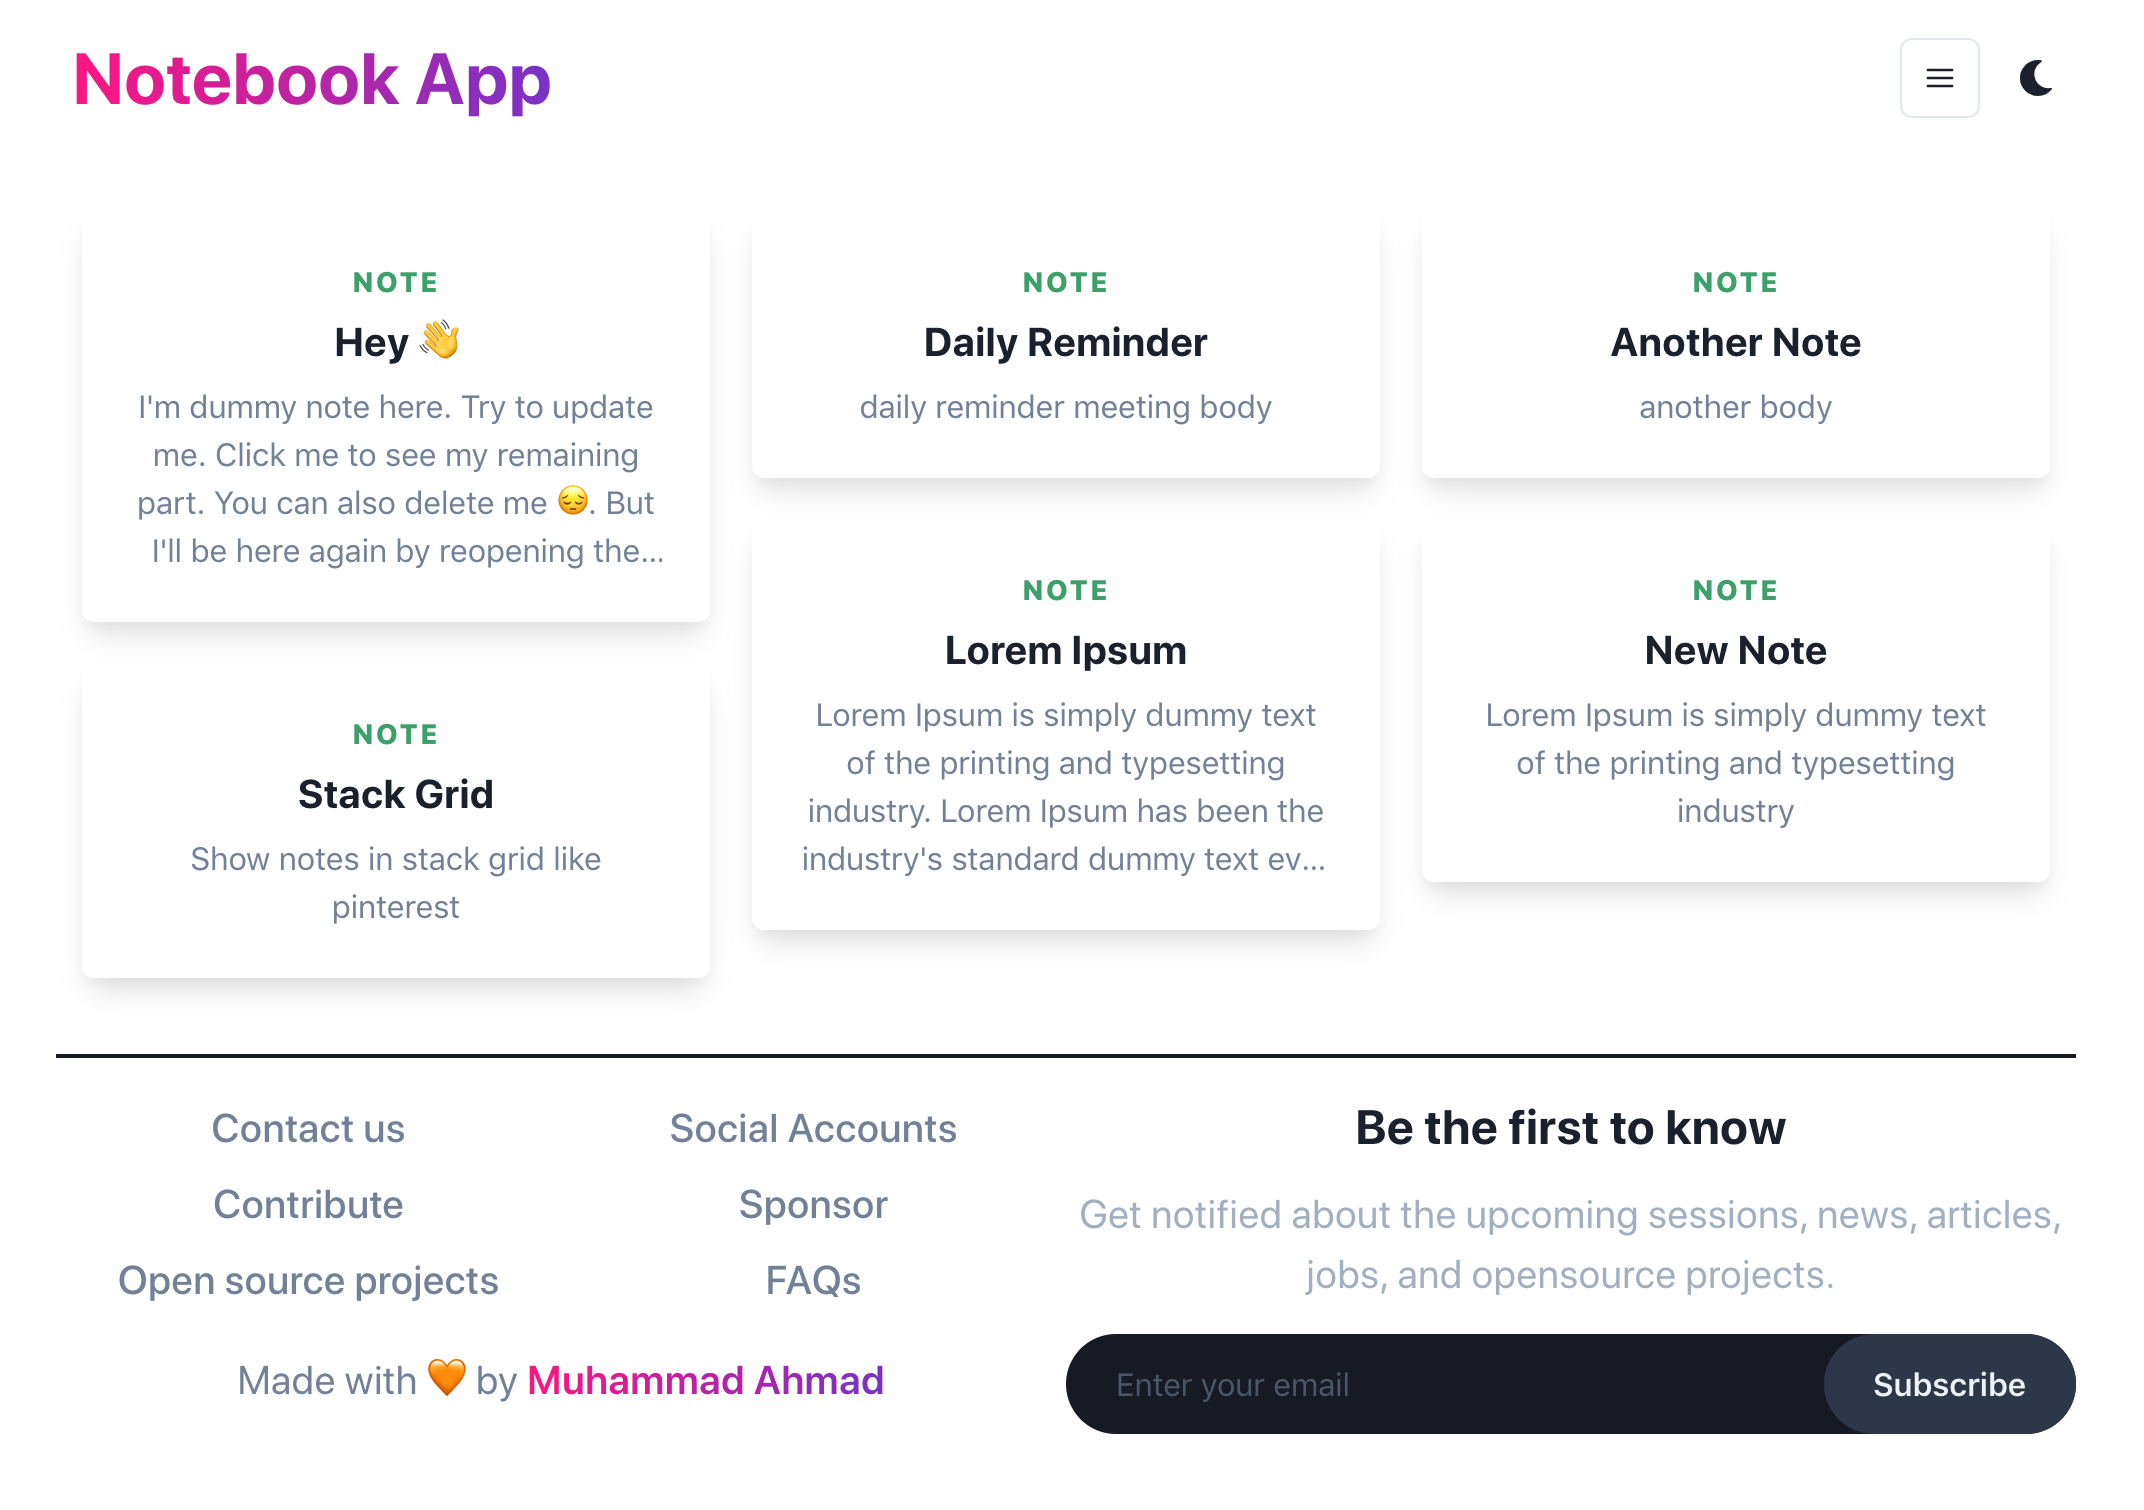 Notebook App
NOTE
Hey 👋
I'm dummy note here. Try to update
me. Click me to see my remaining
part. You can also delete me 😔. But
I'll be here again by reopening the...
NOTE
Daily Reminder
daily reminder meeting body
NOTE
Another Note
another body
NOTE
Stack Grid
Show notes in stack grid like
pinterest
NOTE
Lorem Ipsum
Lorem Ipsum is simply dummy text
of the printing and typesetting
industry. Lorem Ipsum has been the
industry's standard dummy text ev...
NOTE
New Note
Lorem Ipsum is simply dummy text
of the printing and typesetting
industry
Contact us
Contribute
Open source projects
Social Accounts
Sponsor
FAQs
Made with 🧡 by Muhammad Ahmad
Be the first to know
Get notified about the upcoming sessions, news, articles,
jobs, and opensource projects.
Enter your email
Subscribe